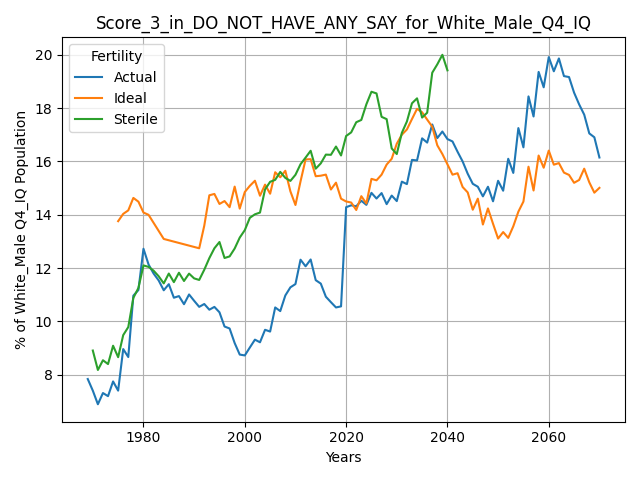 Score_3_in_DO_NOT_HAVE_ANY_SAY_for_White_Male_Q4_IQ
Fertility
Actual
Ideal
Sterile
% of White_Male Q4_IQ Population
20
18
16
14
12
10
8
1980
2000
2020
2040
2060
Years